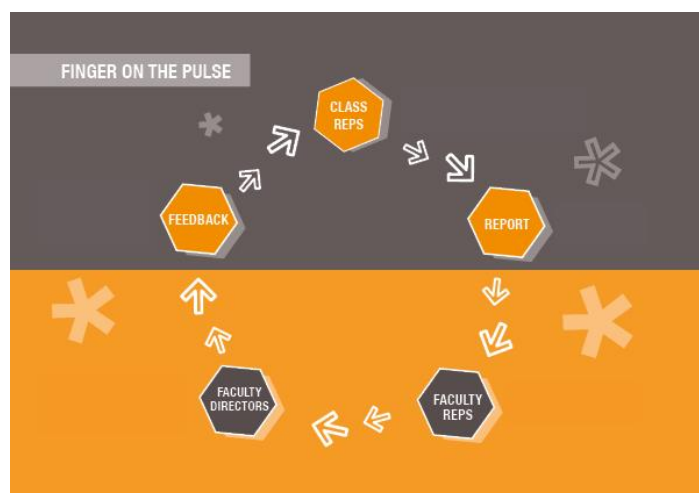 FINGER ON THE PULSE
CLASS
REPS
FEEDBACK
REPORT
FACULTY
DIRECTORS
FACULTY
REPS